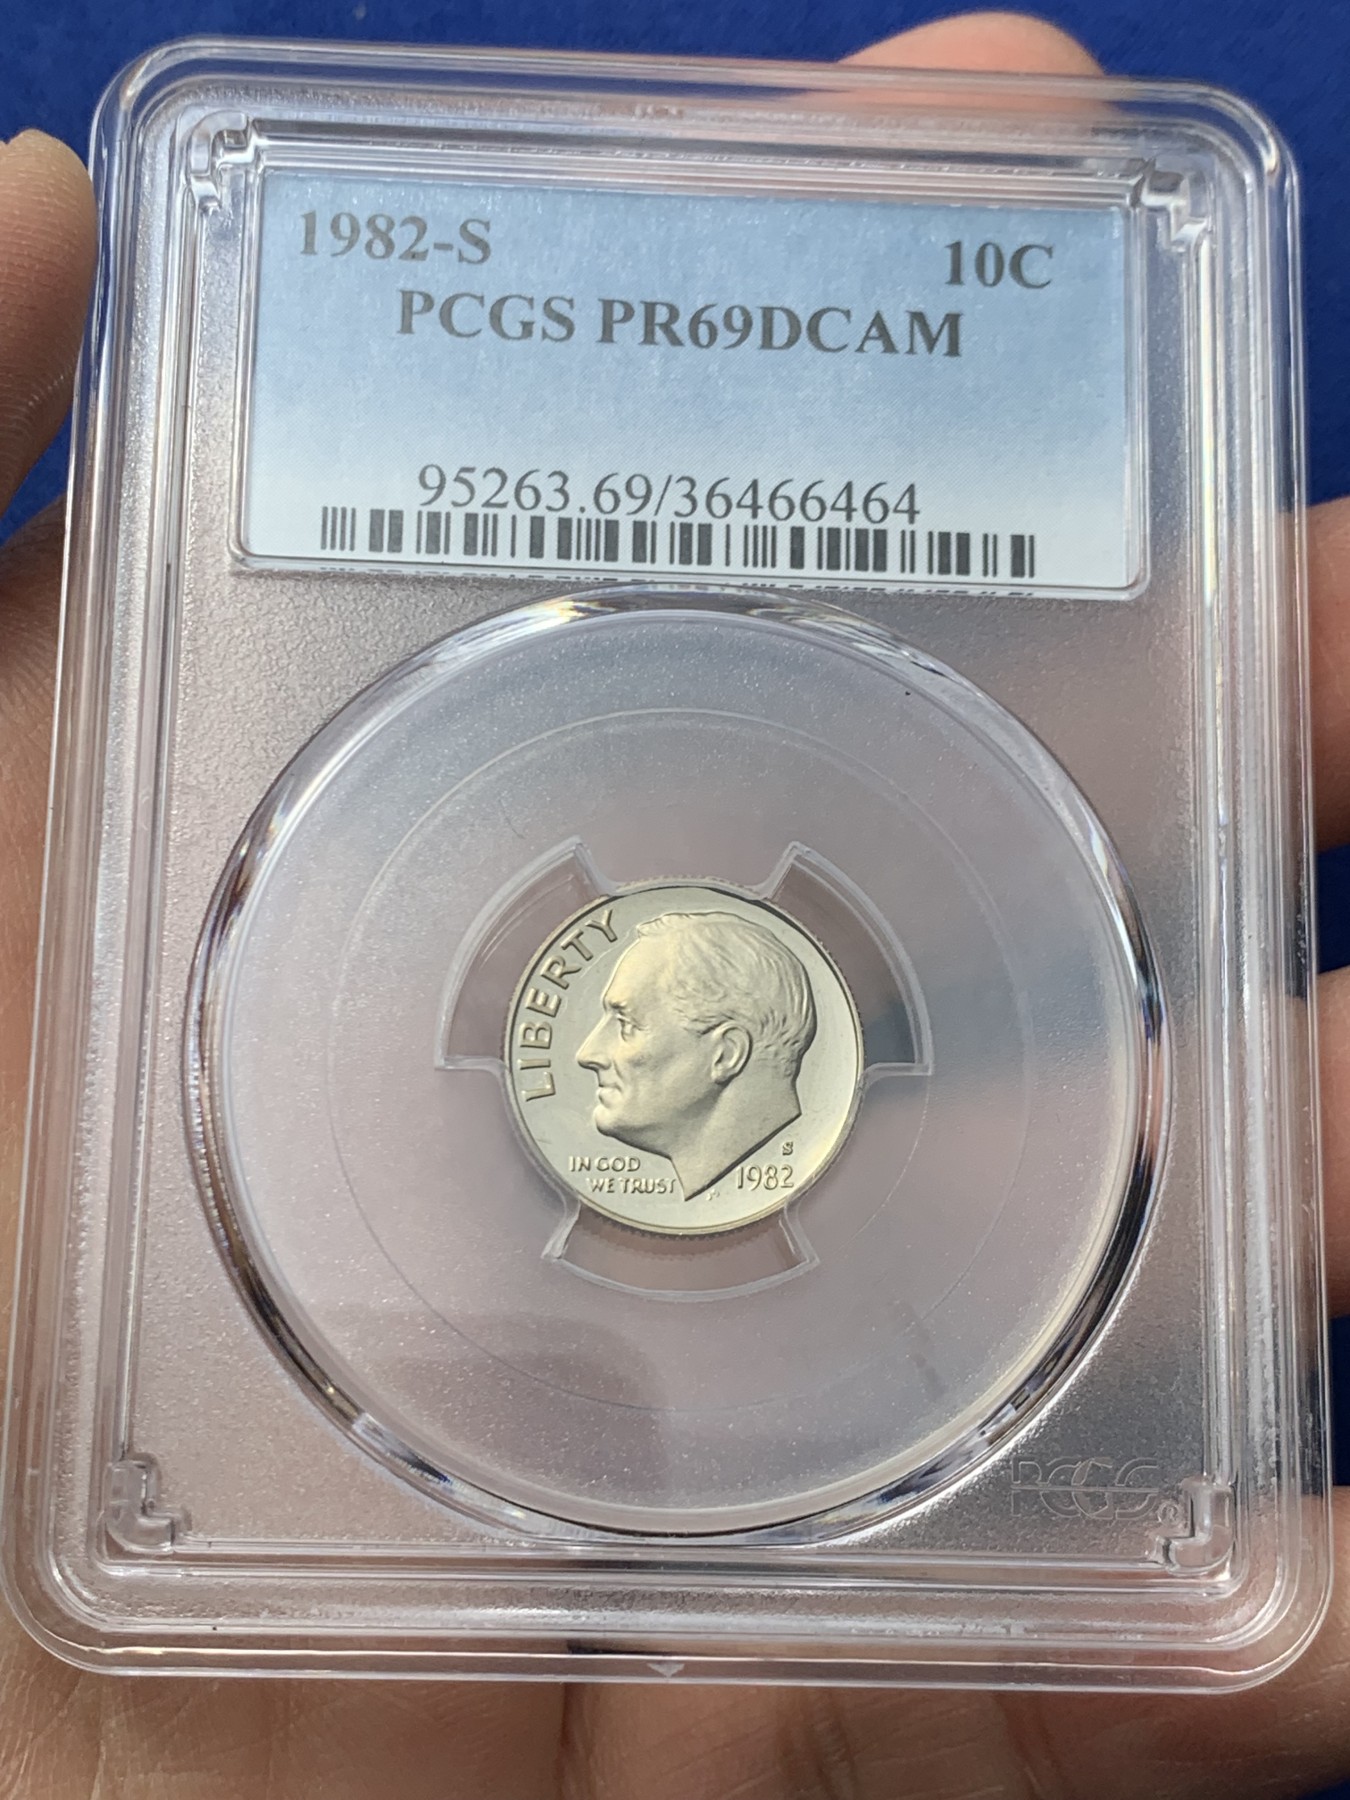 1982-S 10C
PCGS PR69DCAM
95263.69/36466464
LIBERTY
IN GOD
WE TRUST
S
1982
PCGS